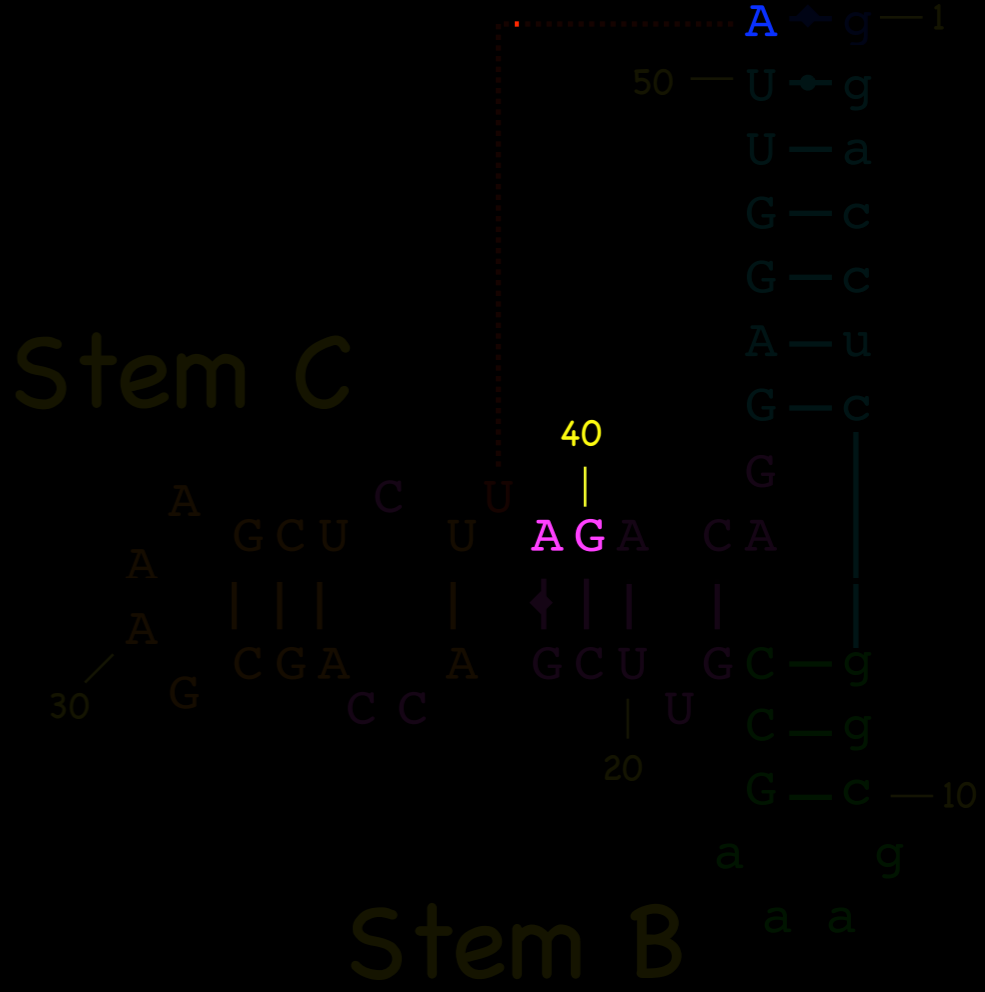 A g 1
50 U g
U a
G c
G c
A u
Stem C
G c
40
G
A C U
G C U U A G A C A
A
A
C G A A G C U G C g
30 G
C C U
C g
20
G c 10
a g
a a
Stem B